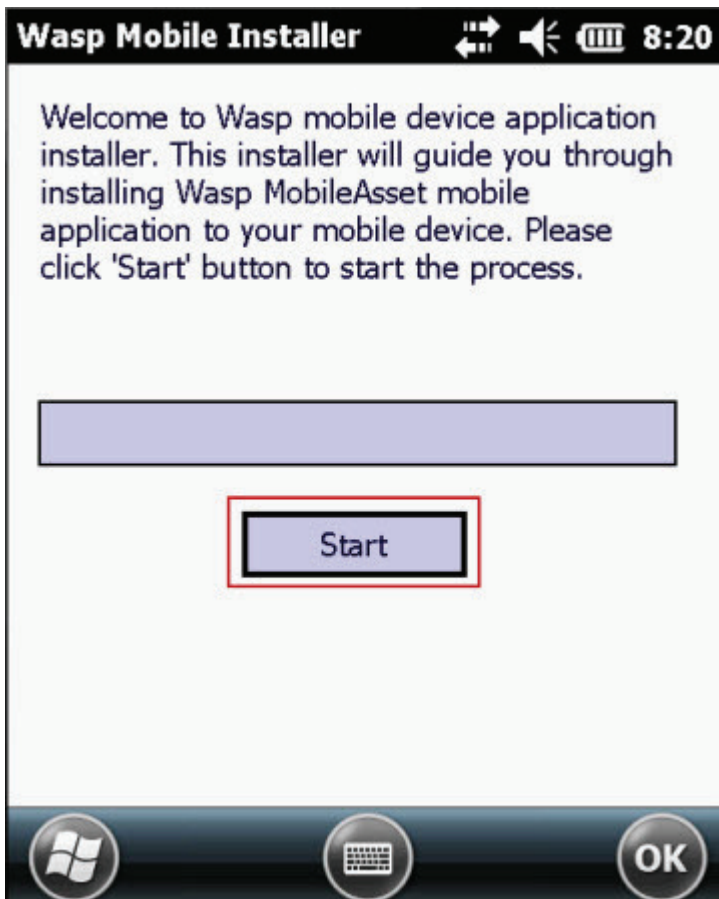 Wasp Mobile Installer 8:20
Welcome to Wasp mobile device application
installer. This installer will guide you through
installing Wasp MobileAsset mobile
application to your mobile device. Please
click 'Start' button to start the process.
Start
OK